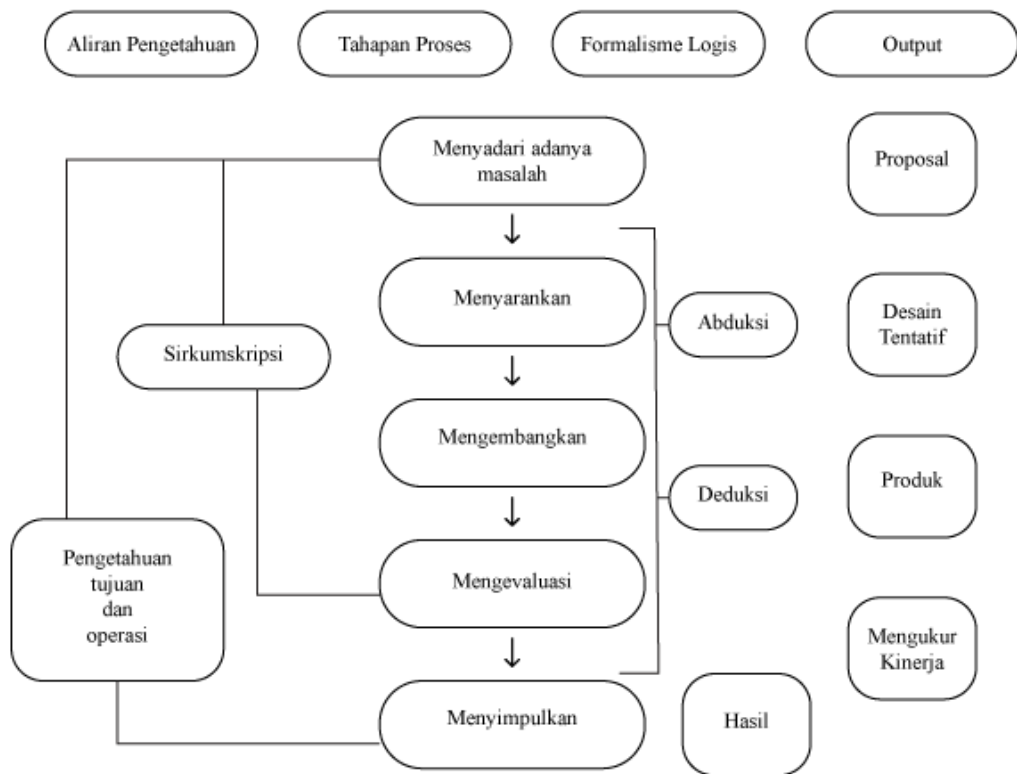 Aliran Pengetahuan
Tahapan Proses
Formalisme Logis
Output
Menyadari adanya
masalah
Proposal
Menyarankan
Abduksi
Desain
Tentatif
Sirkumskripsi
Mengembangkan
Deduksi
Produk
Pengetahuan
tujuan
dan
operasi
Mengevaluasi
Mengukur
Kinerja
Menyimpulkan
Hasil